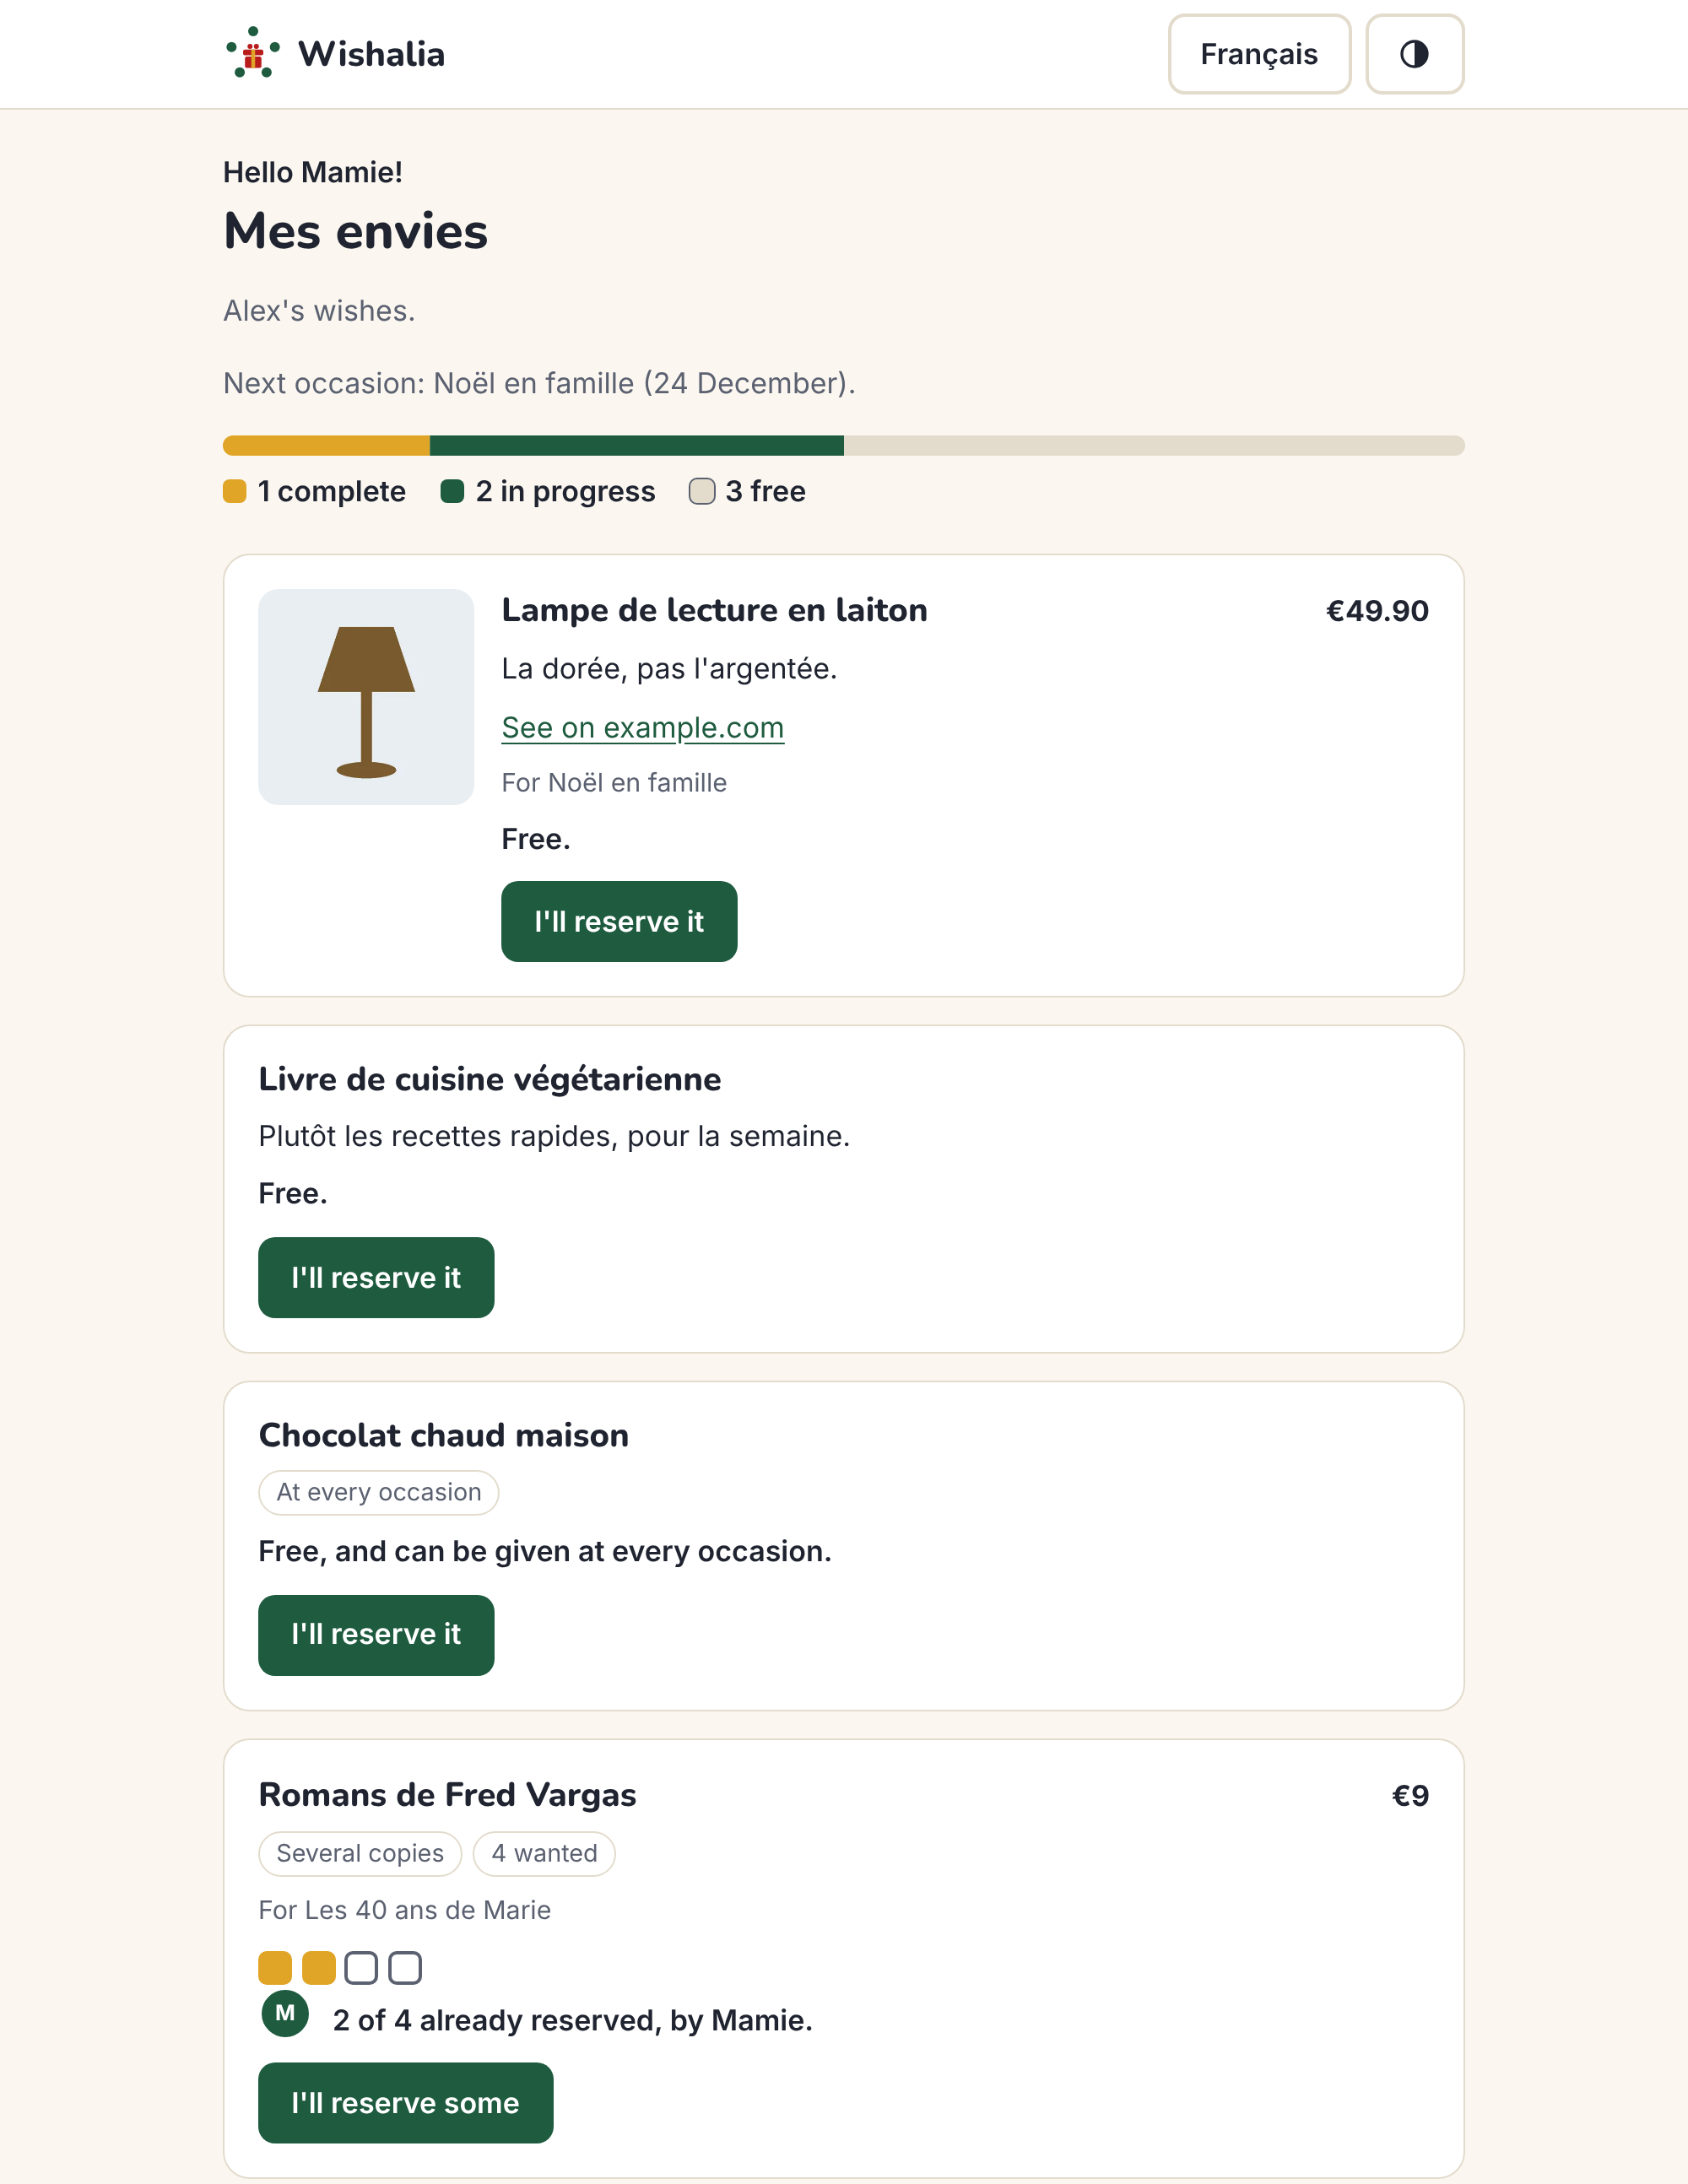 Wishalia
Français
Hello Mamie!
Mes envies
Alex's wishes.
Next occasion: Noël en famille (24 December).
1 complete
2 in progress
3 free
Lampe de lecture en laiton
€49.90
La dorée, pas l'argentée.
See on example.com
For Noël en famille
Free.
I'll reserve it
Livre de cuisine végétarienne
Plutôt les recettes rapides, pour la semaine.
Free.
I'll reserve it
Chocolat chaud maison
At every occasion
Free, and can be given at every occasion.
I'll reserve it
Romans de Fred Vargas
€9
Several copies
4 wanted
For Les 40 ans de Marie
M
2 of 4 already reserved, by Mamie.
I'll reserve some